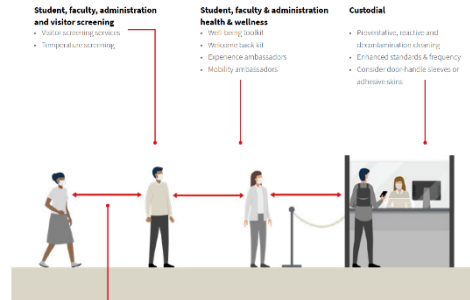 Student, faculty, administration
and visitor screening
• Visitor screening services
• Temperature screening
Student, faculty & administration
health & wellness
• Well-being toolkit
• Welcome back kit
• Experience ambassadors
• Mobility ambassadors
Custodial
• Preventative, reactive and
decontamination cleaning
• Enhanced standards & frequency
• Consider door-handle sleeves or
adhesive skins